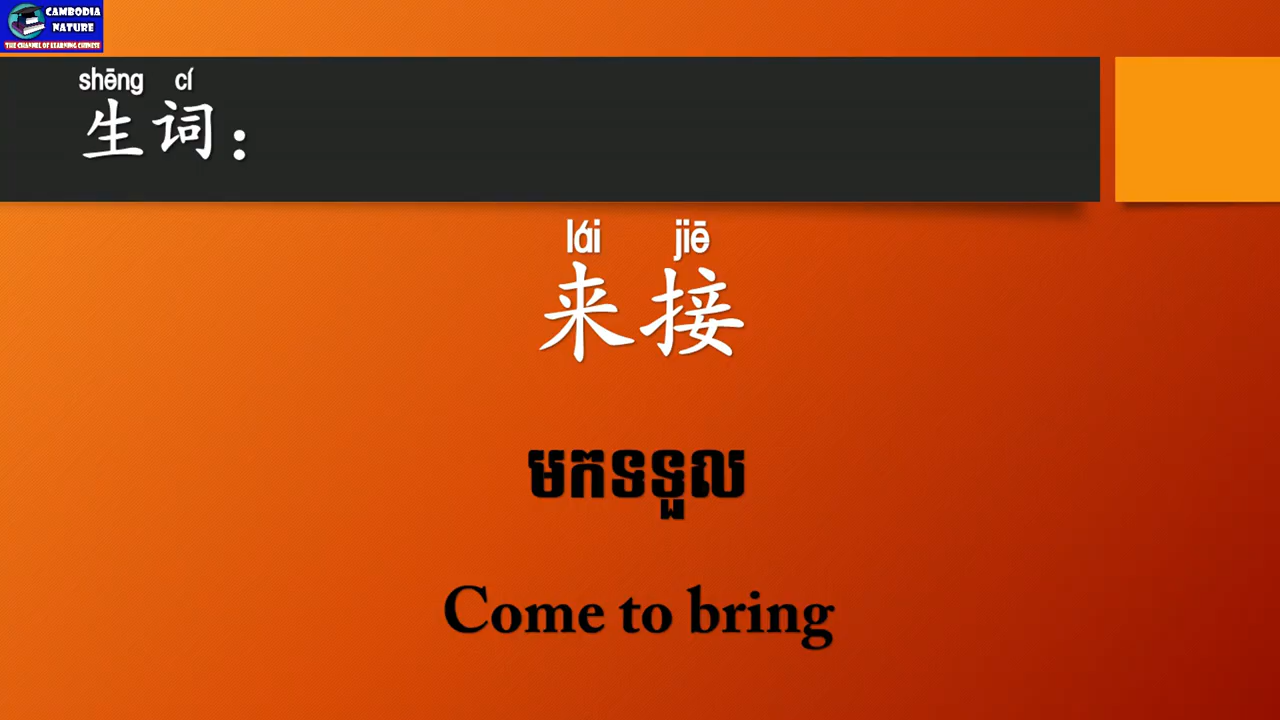 CAMBODIA
NATURE
THE CHANNEL OF LEARNING CHINESE
shēng cí
生词：
lái jiē
来接
មកទទួល
Come to bring